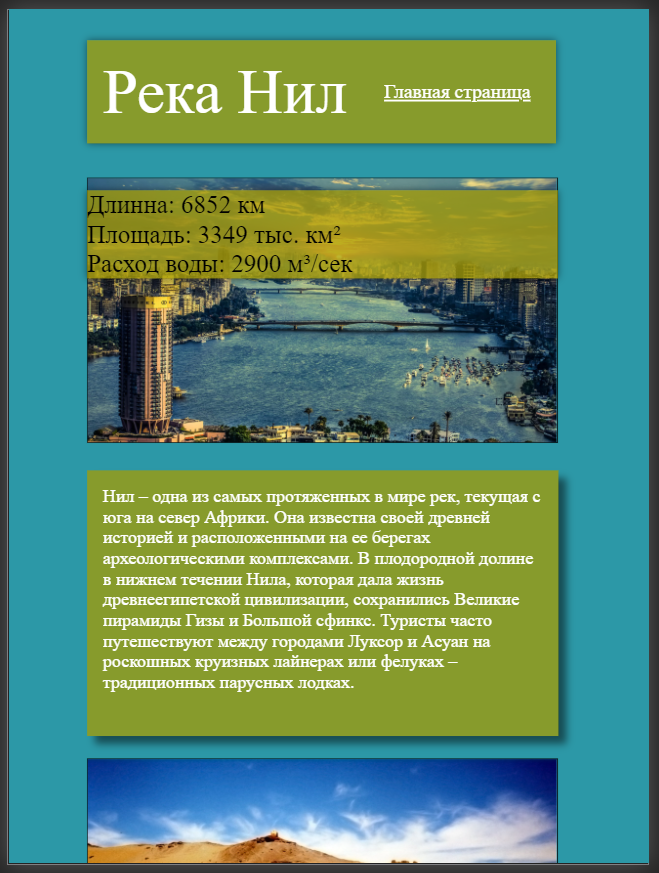 Река Нил
Главная страница
Длинна: 6852 км
Площадь: 3349 тыс. км²
Расход воды: 2900 м³/сек
Нил – одна из самых протяженных в мире рек, текущая с
юга на север Африки. Она известна своей древней
историей и расположенными на ее берегах
археологическими комплексами. В плодородной долине
в нижнем течении Нила, которая дала жизнь
древнеегипетской цивилизации, сохранились Великие
пирамиды Гизы и Большой сфинкс. Туристы часто
путешествуют между городами Луксор и Асуан на
роскошных круизных лайнерах или фелуках –
традиционных парусных лодках.